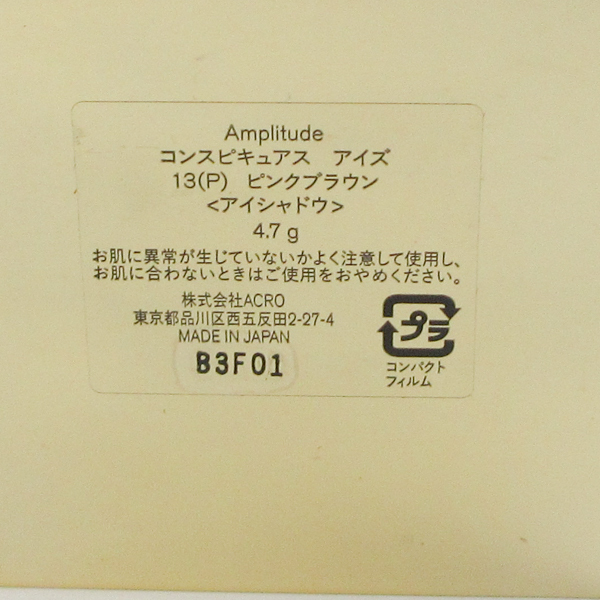 Amplitude
コンスピキュアス　アイズ
13(P)　ピンクブラウン
<アイシャドウ>
4.7 g
お肌に異常が生じていないかよく注意して使用し、
お肌に合わないときはご使用をおやめください。
株式会社ACRO
東京都品川区西五反田2-27-4
MADE IN JAPAN
B3F01
プラ
コンパクト
フィルム